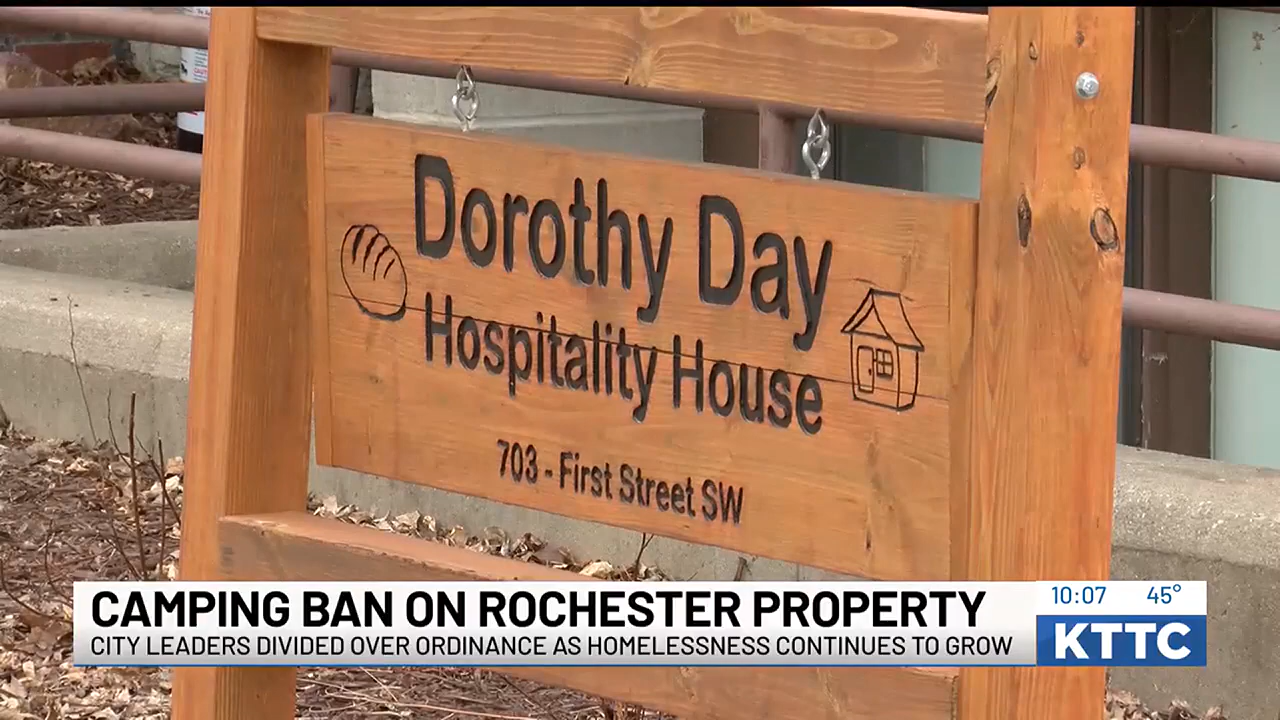 Dorothy Day
Hospitality House
703 - First Street SW
CAMPING BAN ON ROCHESTER PROPERTY
CITY LEADERS DIVIDED OVER ORDINANCE AS HOMELESSNESS CONTINUES TO GROW
10:07 45°
KTTC